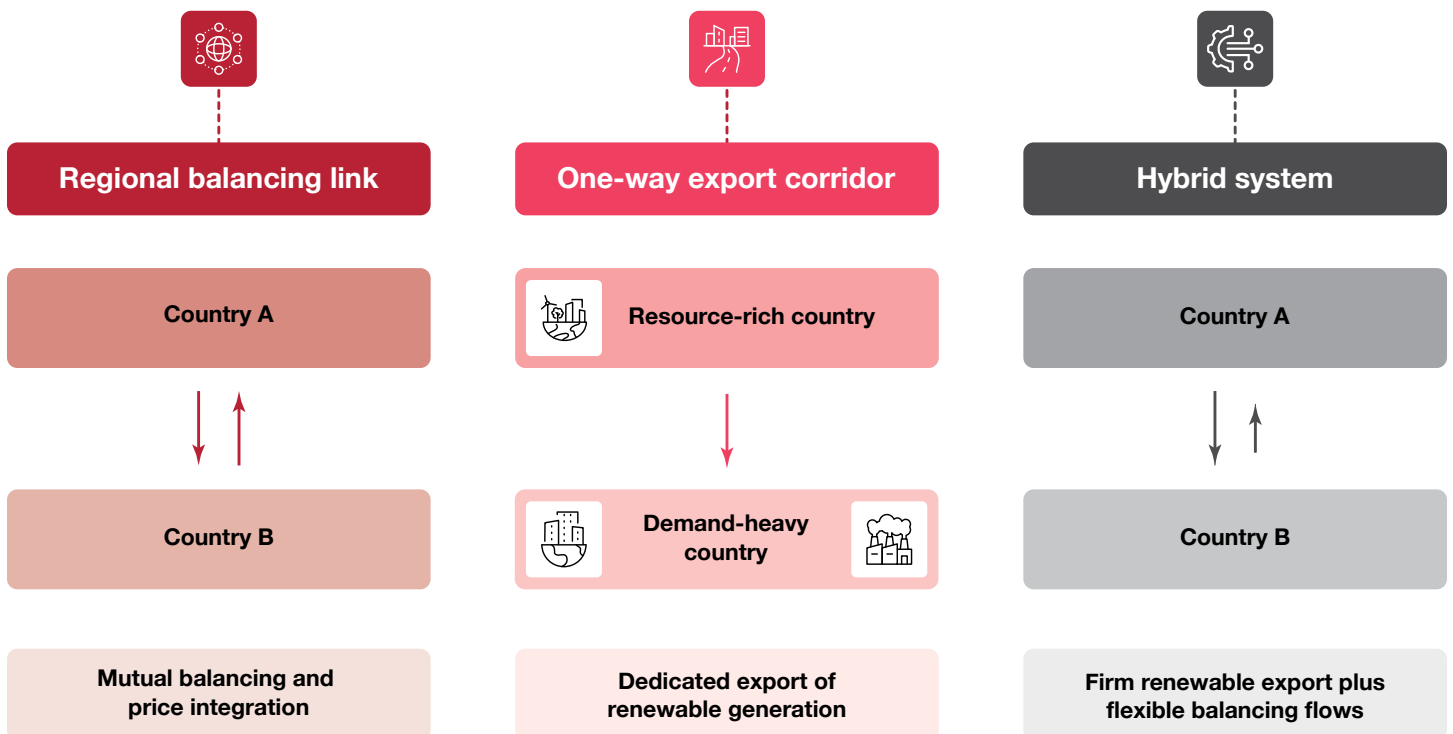 Regional balancing link
Country A
Country B
Mutual balancing and
price integration
One-way export corridor
Resource-rich country
Demand-heavy
country
Dedicated export of
renewable generation
Hybrid system
Country A
Country B
Firm renewable export plus
flexible balancing flows